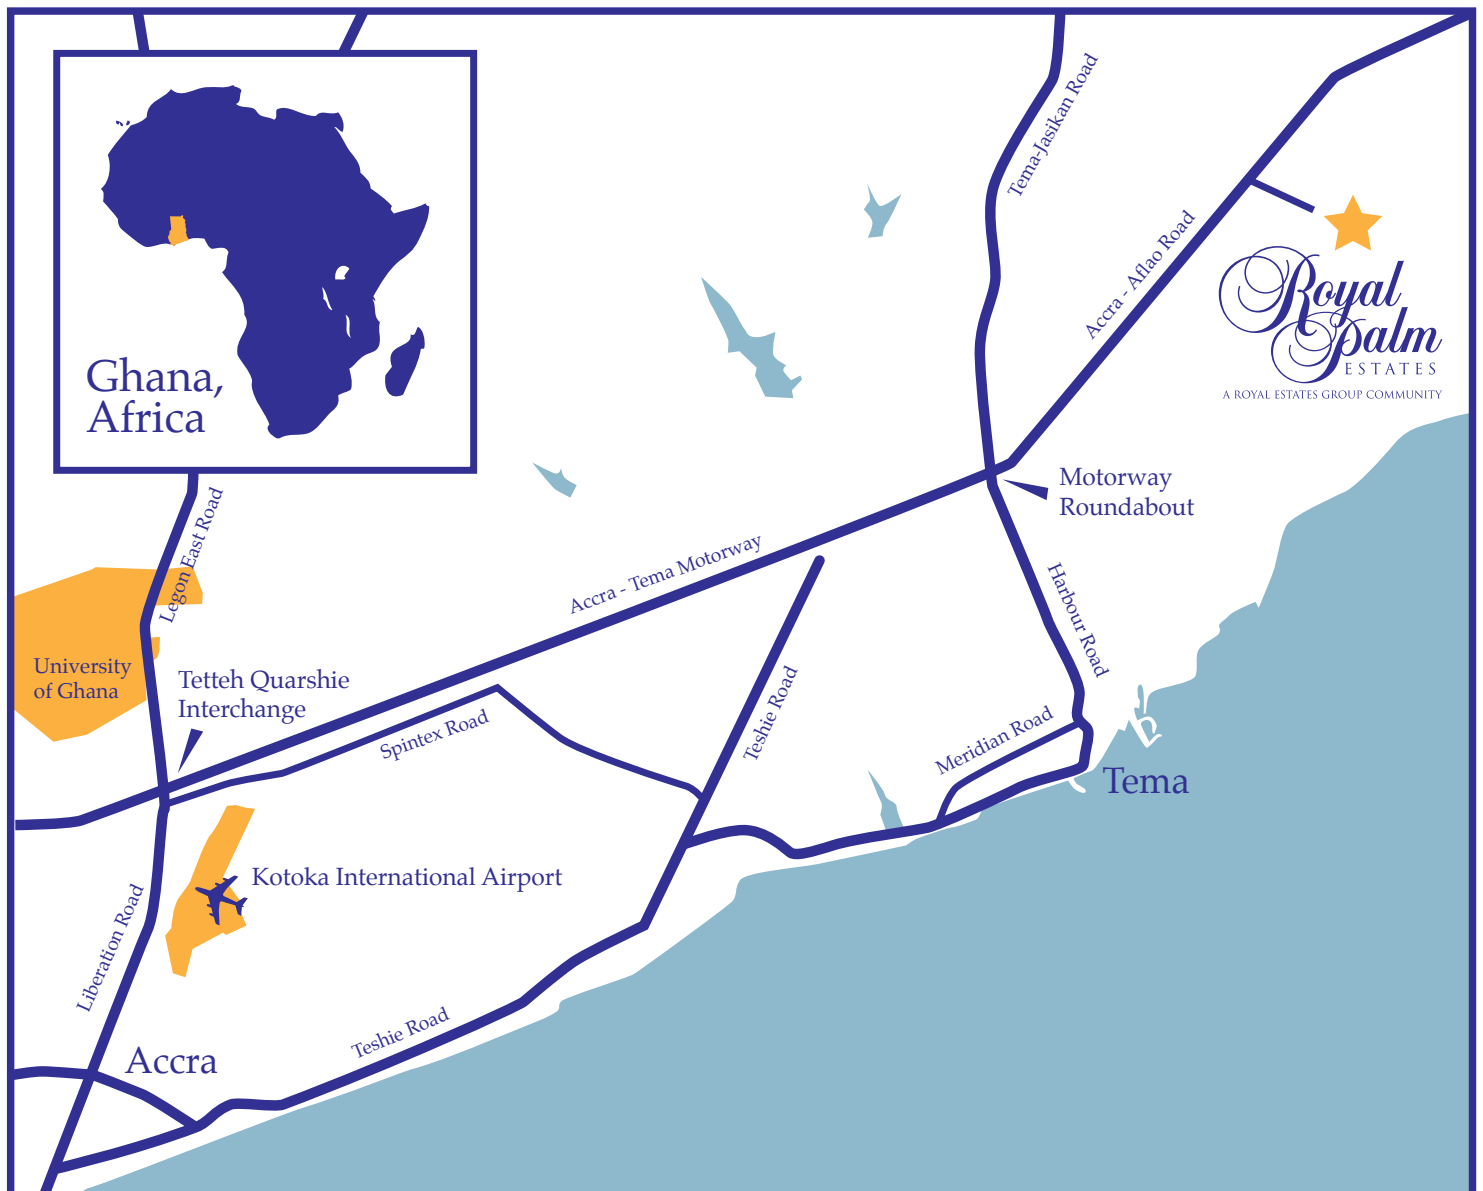 Tema-Jasikan Road
Accra - Aflao Road
Royal
Palm
ESTATES
A ROYAL ESTATES GROUP COMMUNITY
Ghana,
Africa
Motorway
Roundabout
Legon East Road
Accra - Tema Motorway
Harbour Road
University
of Ghana
Tetteh Quarshie
Interchange
Spintex Road
Teshie Road
Meridian Road
Tema
Kotoka International Airport
Liberation Road
Teshie Road
Accra